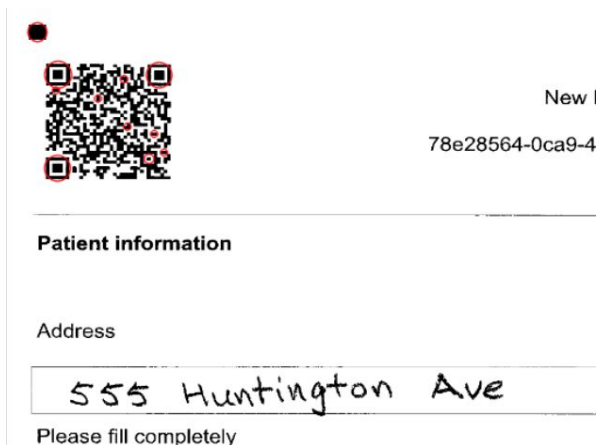 New
78e28564-0ca9-4
Patient information
Address
555 Huntington Ave
Please fill completely